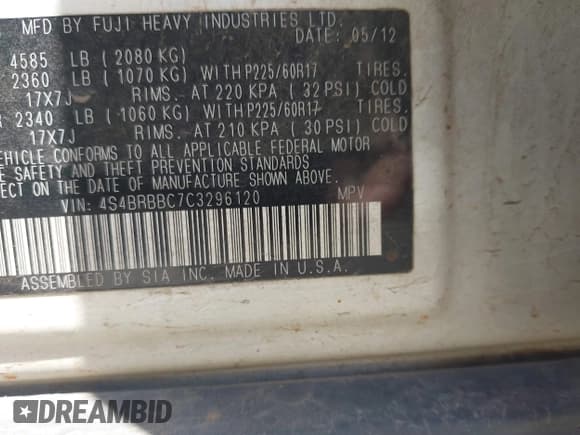 MFD BY FUJI HEAVY INDUSTRIES LTD.
DATE: 05/12
4585 LB ( 2080 KG)
2360 LB ( 1070 KG) WITH P225/60R17 TIRES.
17X7J RIMS. AT 220 KPA ( 32 PSI) COLD
R 2340 LB ( 1060 KG) WITH P225/60R17 TIRES.
17X7J RIMS. AT 210 KPA ( 30 PSI) COLD
VEHICLE CONFORMS TO ALL APPLICABLE FEDERAL MOTOR
E SAFETY AND THEFT PREVENTION STANDARDS
ECT ON THE DATE OF MANUFACTURE SHOWN ABOVE.
VIN: 4S4BRBBC7C3296120 MPV
ASSEMBLED BY SIA INC. MADE IN U.S.A.
DREAMBID